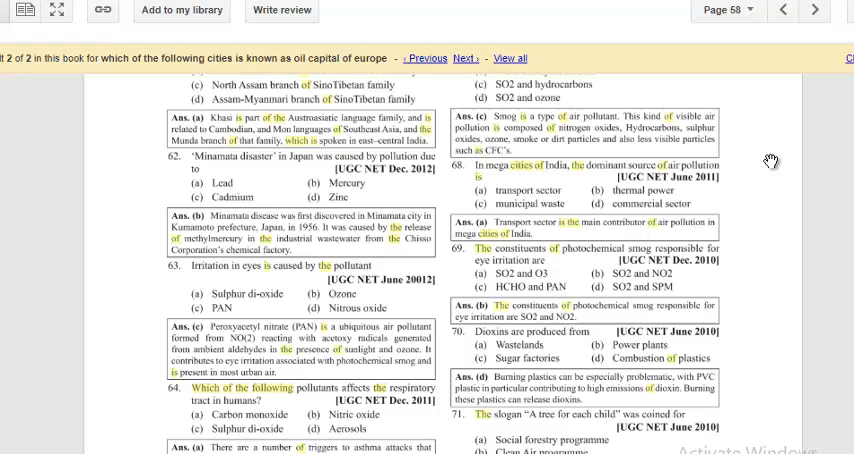 Add to my library
Write review
Page 58
lt 2 of 2 in this book for which of the following cities is known as oil capital of europe - ‹ Previous Next › - View all
(c) North Assam branch of SinoTibetan family
(d) Assam-Myanmari branch of SinoTibetan family
Ans. (a) Khasi is part of the Austroasiatic language family, and is
related to Cambodian, and Mon languages of Southeast Asia, and the
Munda branch of that family, which is spoken in east–central India.
62. ‘Minamata disaster’ in Japan was caused by pollution due
to [UGC NET Dec. 2012]
(a) Lead (b) Mercury
(c) Cadmium (d) Zinc
Ans. (b) Minamata disease was first discovered in Minamata city in
Kumamoto prefecture, Japan, in 1956. It was caused by the release
of methylmercury in the industrial wastewater from the Chisso
Corporation’s chemical factory.
63. Irritation in eyes is caused by the pollutant
[UGC NET June 20012]
(a) Sulphur di-oxide (b) Ozone
(c) PAN (d) Nitrous oxide
Ans. (c) Peroxyacetyl nitrate (PAN) is a ubiquitous air pollutant
formed from NO(2) reacting with acetoxy radicals generated
from ambient aldehydes in the presence of sunlight and ozone. It
contributes to eye irritation associated with photochemical smog and
is present in most urban air.
64. Which of the following pollutants affects the respiratory
tract in humans? [UGC NET Dec. 2011]
(a) Carbon monoxide (b) Nitric oxide
(c) Sulphur di-oxide (d) Aerosols
Ans. (a) There are a number of triggers to asthma attacks that
(c) SO2 and hydrocarbons
(d) SO2 and ozone
Ans. (c) Smog is a type of air pollutant. This kind of visible air
pollution is composed of nitrogen oxides, Hydrocarbons, sulphur
oxides, ozone, smoke or dirt particles and also less visible particles
such as CFC’s.
68. In mega cities of India, the dominant source of air pollution
is [UGC NET June 2011]
(a) transport sector (b) thermal power
(c) municipal waste (d) commercial sector
Ans. (a) Transport sector is the main contributor of air pollution in
mega cities of India.
69. The constituents of photochemical smog responsible for
eye irritation are [UGC NET Dec. 2010]
(a) SO2 and O3 (b) SO2 and NO2
(c) HCHO and PAN (d) SO2 and SPM
Ans. (b) The constituents of photochemical smog responsible for
eye irritation are SO2 and NO2.
70. Dioxins are produced from [UGC NET June 2010]
(a) Wastelands (b) Power plants
(c) Sugar factories (d) Combustion of plastics
Ans. (d) Burning plastics can be especially problematic, with PVC
plastic in particular contributing to high emissions of dioxin. Burning
these plastics can release dioxins.
71. The slogan “A tree for each child” was coined for
[UGC NET June 2010]
(a) Social forestry programme
(b) Clean Air programme
Activate Windows